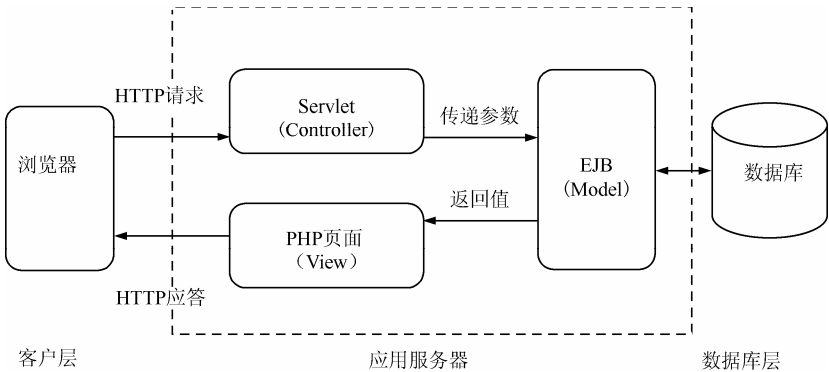 HTTP请求
浏览器
Servlet
（Controller）
传递参数
EJB
(Model)
数据库
返回值
PHP页面
（View）
HTTP应答
客户层
应用服务器
数据库层